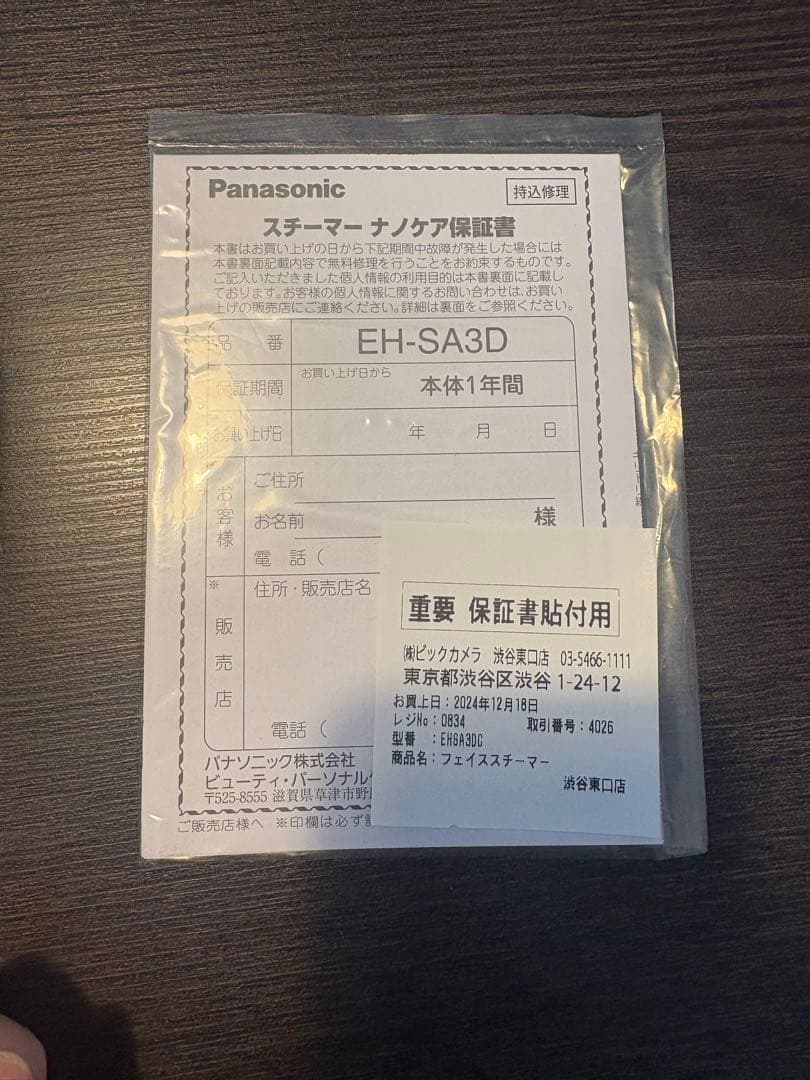 Panasonic
持込修理
スチーマー ナノケア保証書
本書はお買い上げの日から下記期間中故障が発生した場合には
本書裏面記載内容で無料修理を行うことをお約束するものです。
ご記入いただきました個人情報の利用目的は本書裏面に記載し
ております。お客様の個人情報に関するお問い合わせは、お買い
上げの販売店にご連絡ください。詳細は裏面をご参照ください。
品 番 EH-SA3D
保証期間 お買い上げ日から 本体1年間
お買い上げ日 年 月 日
お客様
ご住所
お名前 様
電 話 (
※
販売店
住所・販売店名
電話 (
パナソニック株式会社
ビューティ・パーソナル
〒525-8555 滋賀県草津市野
ご販売店様へ ※印欄は必ず
キリトリ線
重要 保証書貼付用
㈱ビックカメラ 渋谷東口店 03-5466-1111
東京都渋谷区渋谷 1-24-12
お買上日:2024年12月18日
レジNo:0834 取引番号:4026
型番 :EHSA3DC
商品名:フェイススチーマー
渋谷東口店